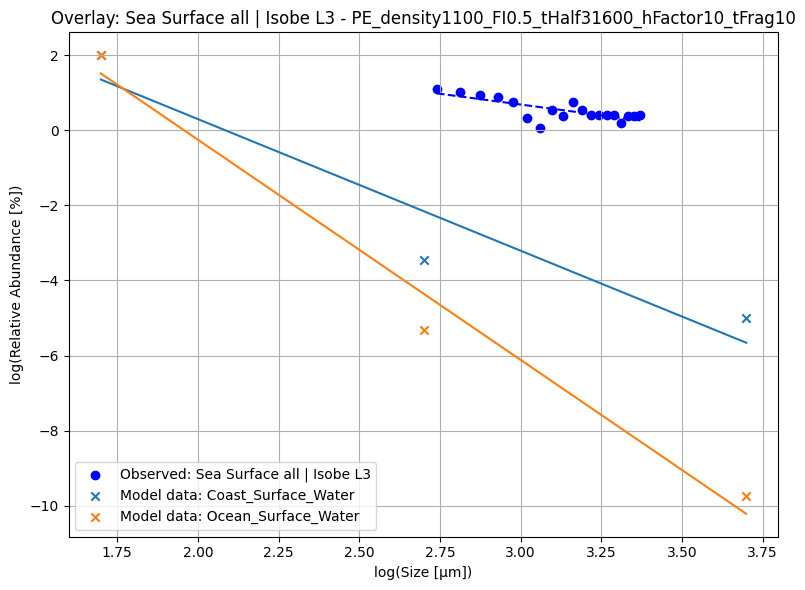 Overlay: Sea Surface all | Isobe L3 - PE_density1100_FI0.5_tHalf31600_hFactor10_tFrag10
log(Relative Abundance [%])
2
0
−2
−4
−6
−8
−10
Observed: Sea Surface all | Isobe L3
Model data: Coast_Surface_Water
Model data: Ocean_Surface_Water
1.75 2.00 2.25 2.50 2.75 3.00 3.25 3.50 3.75
log(Size [µm])